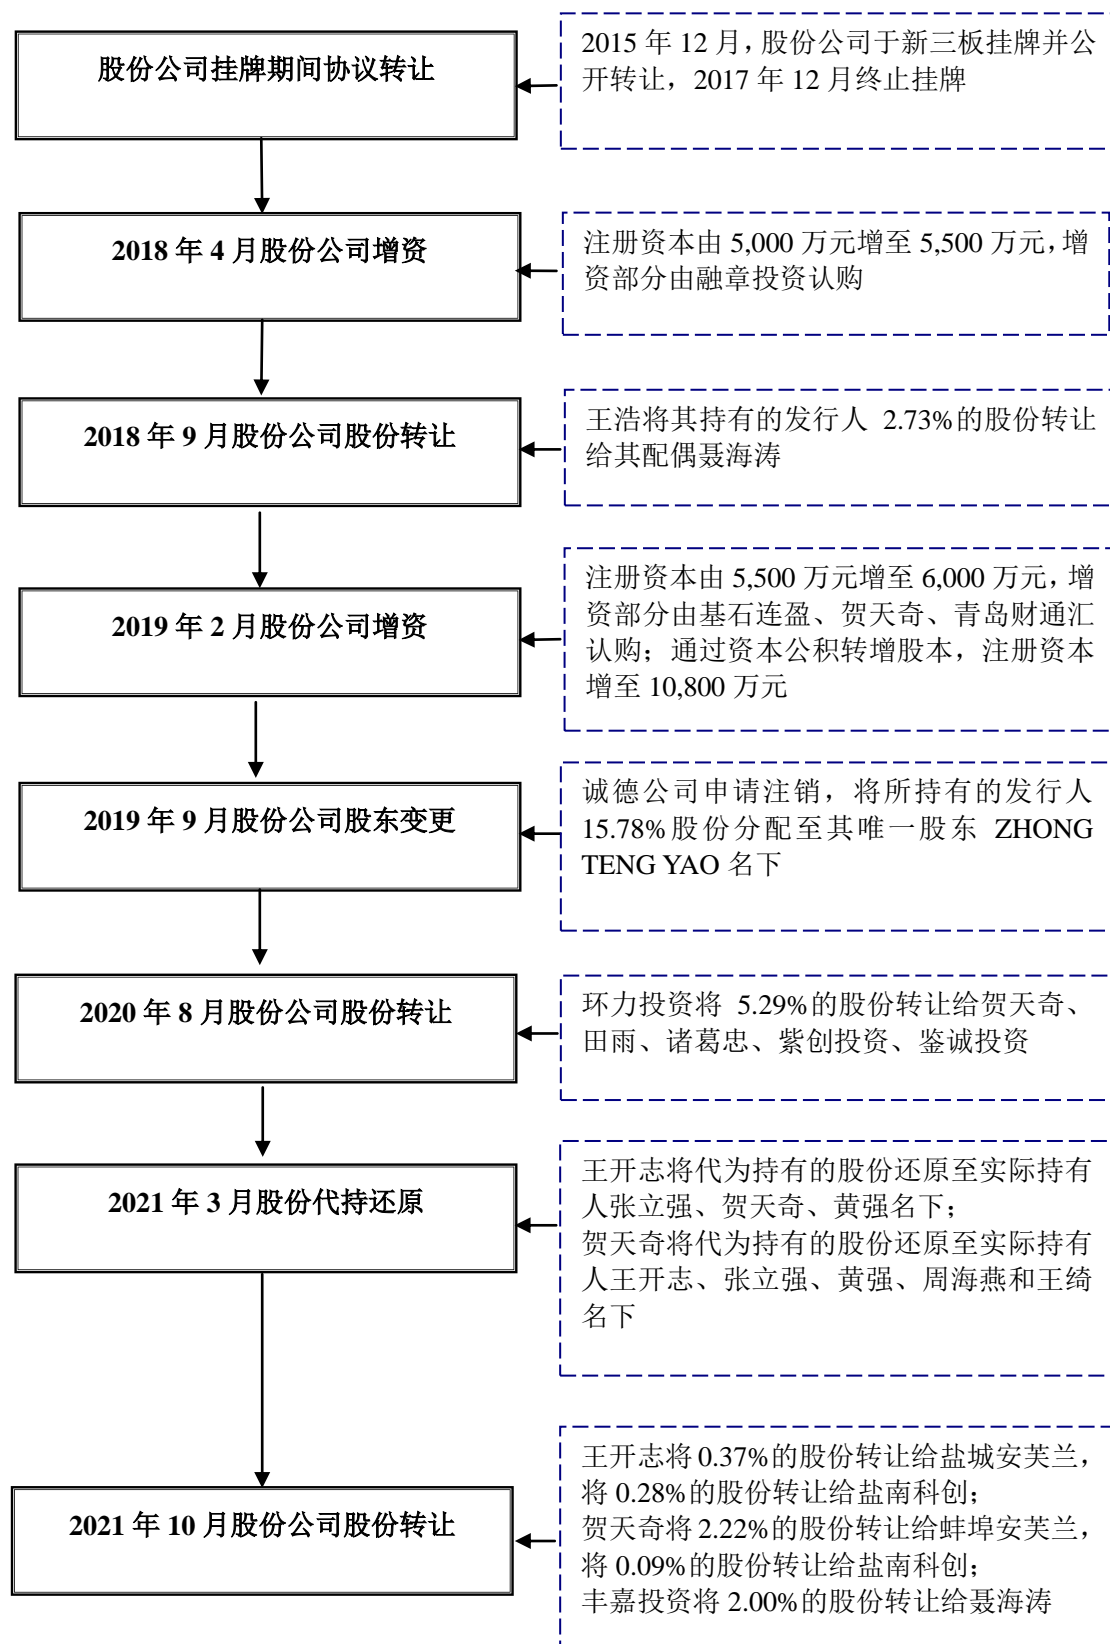 股份公司挂牌期间协议转让
2015 年 12 月，股份公司于新三板挂牌并公
开转让，2017 年 12 月终止挂牌
2018 年 4 月股份公司增资
注册资本由 5,000 万元增至 5,500 万元，增
资部分由融章投资认购
2018 年 9 月股份公司股份转让
王浩将其持有的发行人 2.73%的股份转让
给其配偶聂海涛
2019 年 2 月股份公司增资
注册资本由 5,500 万元增至 6,000 万元，增
资部分由基石连盈、贺天奇、青岛财通汇
认购；通过资本公积转增股本，注册资本
增至 10,800 万元
2019 年 9 月股份公司股东变更
诚德公司申请注销，将所持有的发行人
15.78%股份分配至其唯一股东 ZHONG
TENG YAO 名下
2020 年 8 月股份公司股份转让
环力投资将 5.29%的股份转让给贺天奇、
田雨、诸葛忠、紫创投资、鉴诚投资
2021 年 3 月股份代持还原
王开志将代为持有的股份还原至实际持有
人张立强、贺天奇、黄强名下；
贺天奇将代为持有的股份还原至实际持有
人王开志、张立强、黄强、周海燕和王绮
名下
2021 年 10 月股份公司股份转让
王开志将 0.37%的股份转让给盐城安芙兰，
将 0.28%的股份转让给盐南科创；
贺天奇将 2.22%的股份转让给蚌埠安芙兰，
将 0.09%的股份转让给盐南科创；
丰嘉投资将 2.00%的股份转让给聂海涛